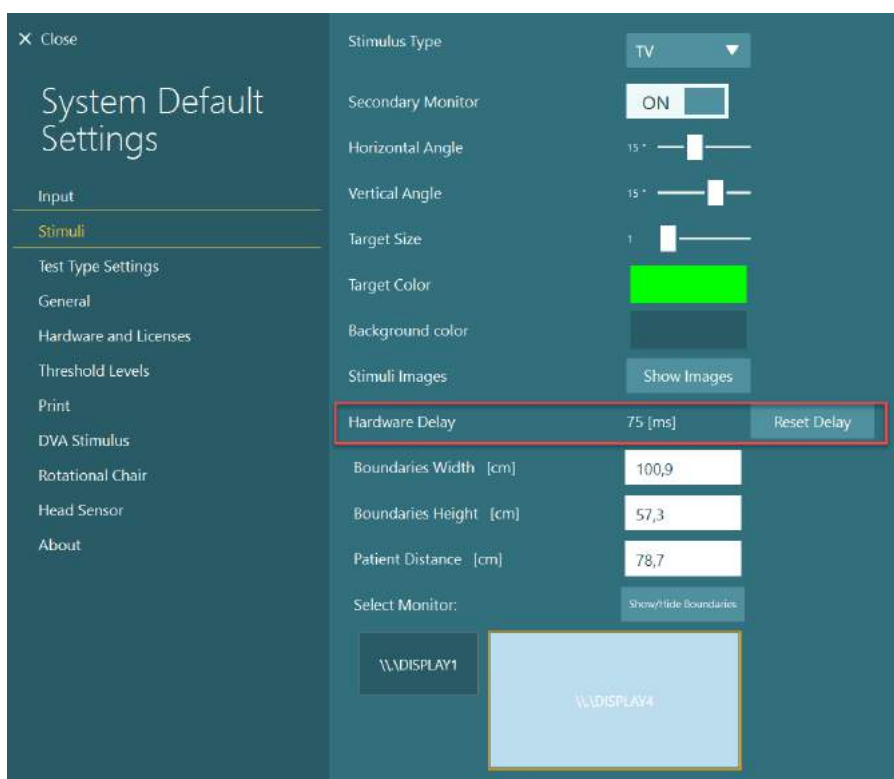 Close
System Default
Settings
Input
Stimuli
Test Type Settings
General
Hardware and Licenses
Threshold Levels
Print
DVA Stimulus
Rotational Chair
Head Sensor
About
Stimulus Type
TV
Secondary Monitor
ON
Horizontal Angle
15 °
Vertical Angle
15 °
Target Size
1
Target Color
Background color
Stimuli Images
Show Images
Hardware Delay
75 [ms]
Reset Delay
Boundaries Width [cm]
100,9
Boundaries Height [cm]
57,3
Patient Distance [cm]
78,7
Select Monitor:
Show/Hide Boundaries
\\.\DISPLAY1
\\.\DISPLAY4